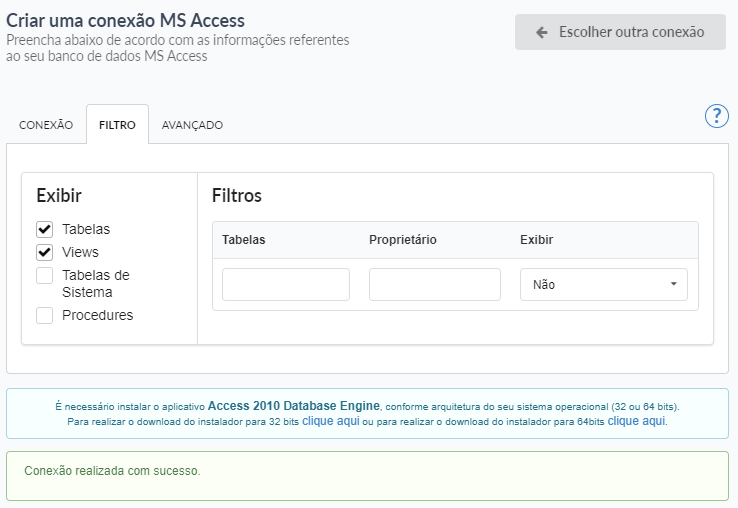 Criar uma conexão MS Access
Preencha abaixo de acordo com as informações referentes
ao seu banco de dados MS Access
Escolher outra conexão
CONEXÃO
FILTRO
AVANÇADO
?
Exibir
Tabelas
Views
Tabelas de
Sistema
Procedures
Filtros
Tabelas Proprietário Exibir
Não
É necessário instalar o aplicativo Access 2010 Database Engine, conforme arquitetura do seu sistema operacional (32 ou 64 bits).
Para realizar o download do instalador para 32 bits clique aqui ou para realizar o download do instalador para 64bits clique aqui.
Conexão realizada com sucesso.